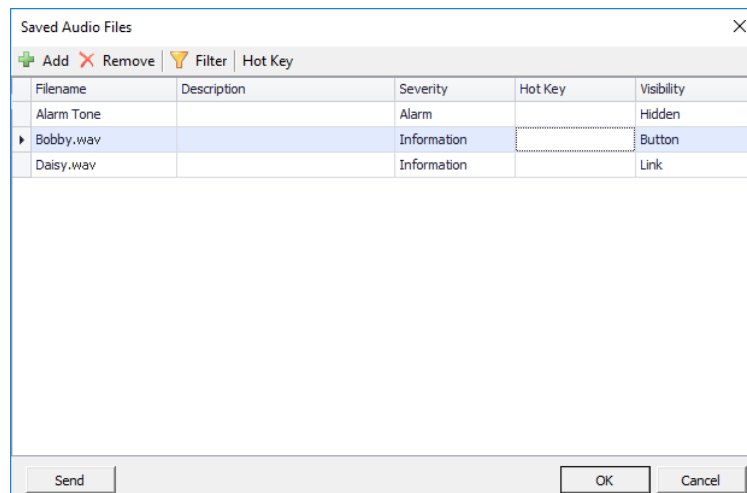 Saved Audio Files
Add Remove Filter Hot Key
Filename Description Severity Hot Key Visibility
Alarm Tone Alarm Hidden
Bobby.wav Information Button
Daisy.wav Information Link
Send OK Cancel